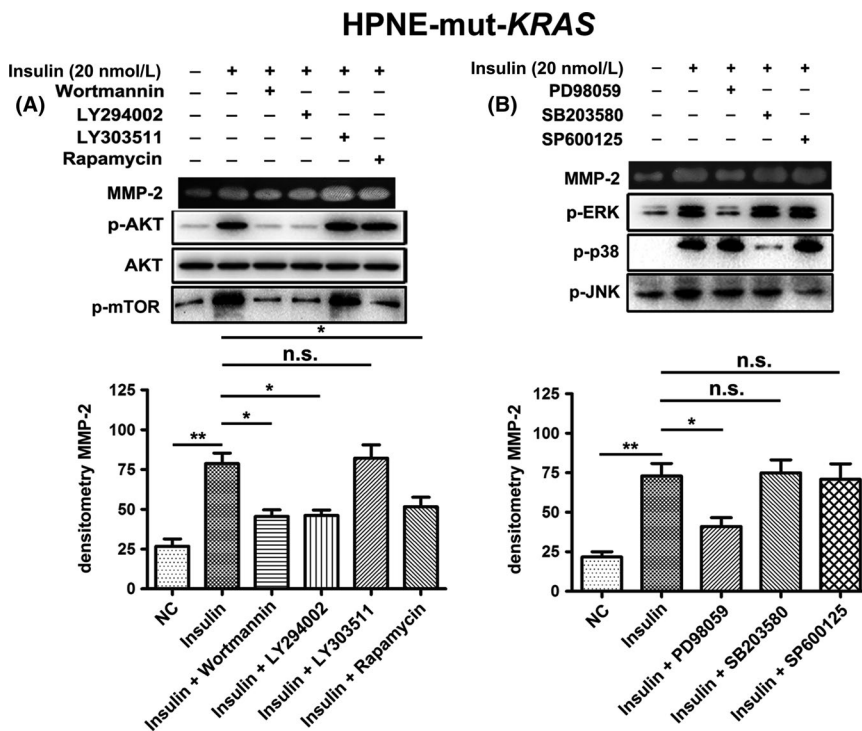 HPNE-mut-KRAS
(A)
Insulin (20 nmol/L) – + + + + +
Wortmannin – – + – – –
LY294002 – – – + – –
LY303511 – – – – + –
Rapamycin – – – – – +
MMP-2
p-AKT
AKT
p-mTOR
*
n.s.
*
*
**
densitometry MMP-2
125
100
75
50
25
0
NC
Insulin
Insulin + Wortmannin
Insulin + LY294002
Insulin + LY303511
Insulin + Rapamycin
(B)
Insulin (20 nmol/L) – + + + +
PD98059 – – + – –
SB203580 – – – + –
SP600125 – – – – +
MMP-2
p-ERK
p-p38
p-JNK
n.s.
n.s.
*
**
densitometry MMP-2
125
100
75
50
25
0
NC
Insulin
Insulin + PD98059
Insulin + SB203580
Insulin + SP600125